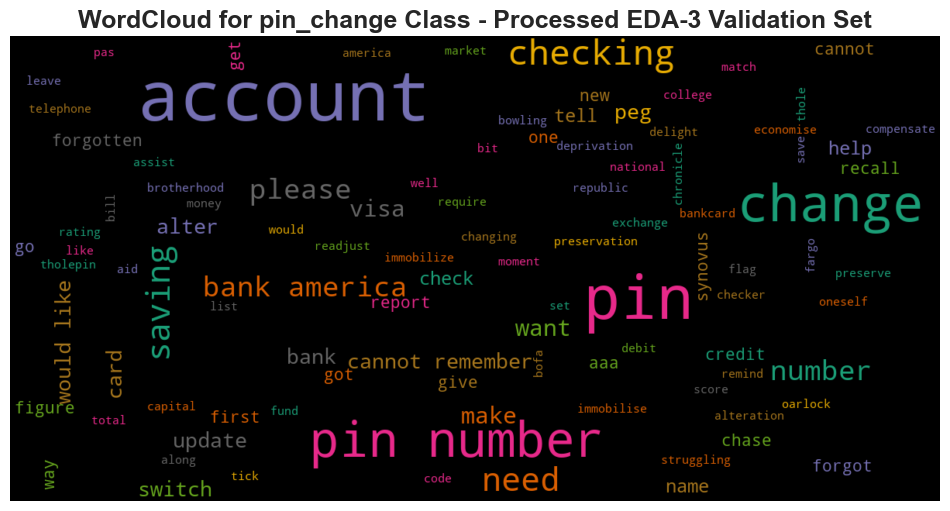 WordCloud for pin_change Class - Processed EDA-3 Validation Set
pas
get
america
market
checking
cannot
leave
account
match
telephone
new
tell
peg
college
thole
bowling
one
delight
economise
compensate
forgotten
bit
deprivation
save
help
assist
national
chronicle
recall
brotherhood
please
well
republic
change
bill
money
visa
require
exchange
bankcard
rating
alter
would
changing
preservation
go
like
readjust
tholepin
aid
saving
immobilize
moment
synovus
flag
fargo
preserve
bank america
check
pin
checker
oneself
would like
list
report
set
want
card
bank
cannot remember
bofa
debit
aaa
credit
number
got
give
remind
score
figure
capital
fund
first
make
immobilise
oarlock
total
alteration
update
pin number
chase
way
along
struggling
forgot
tick
code
need
name
switch